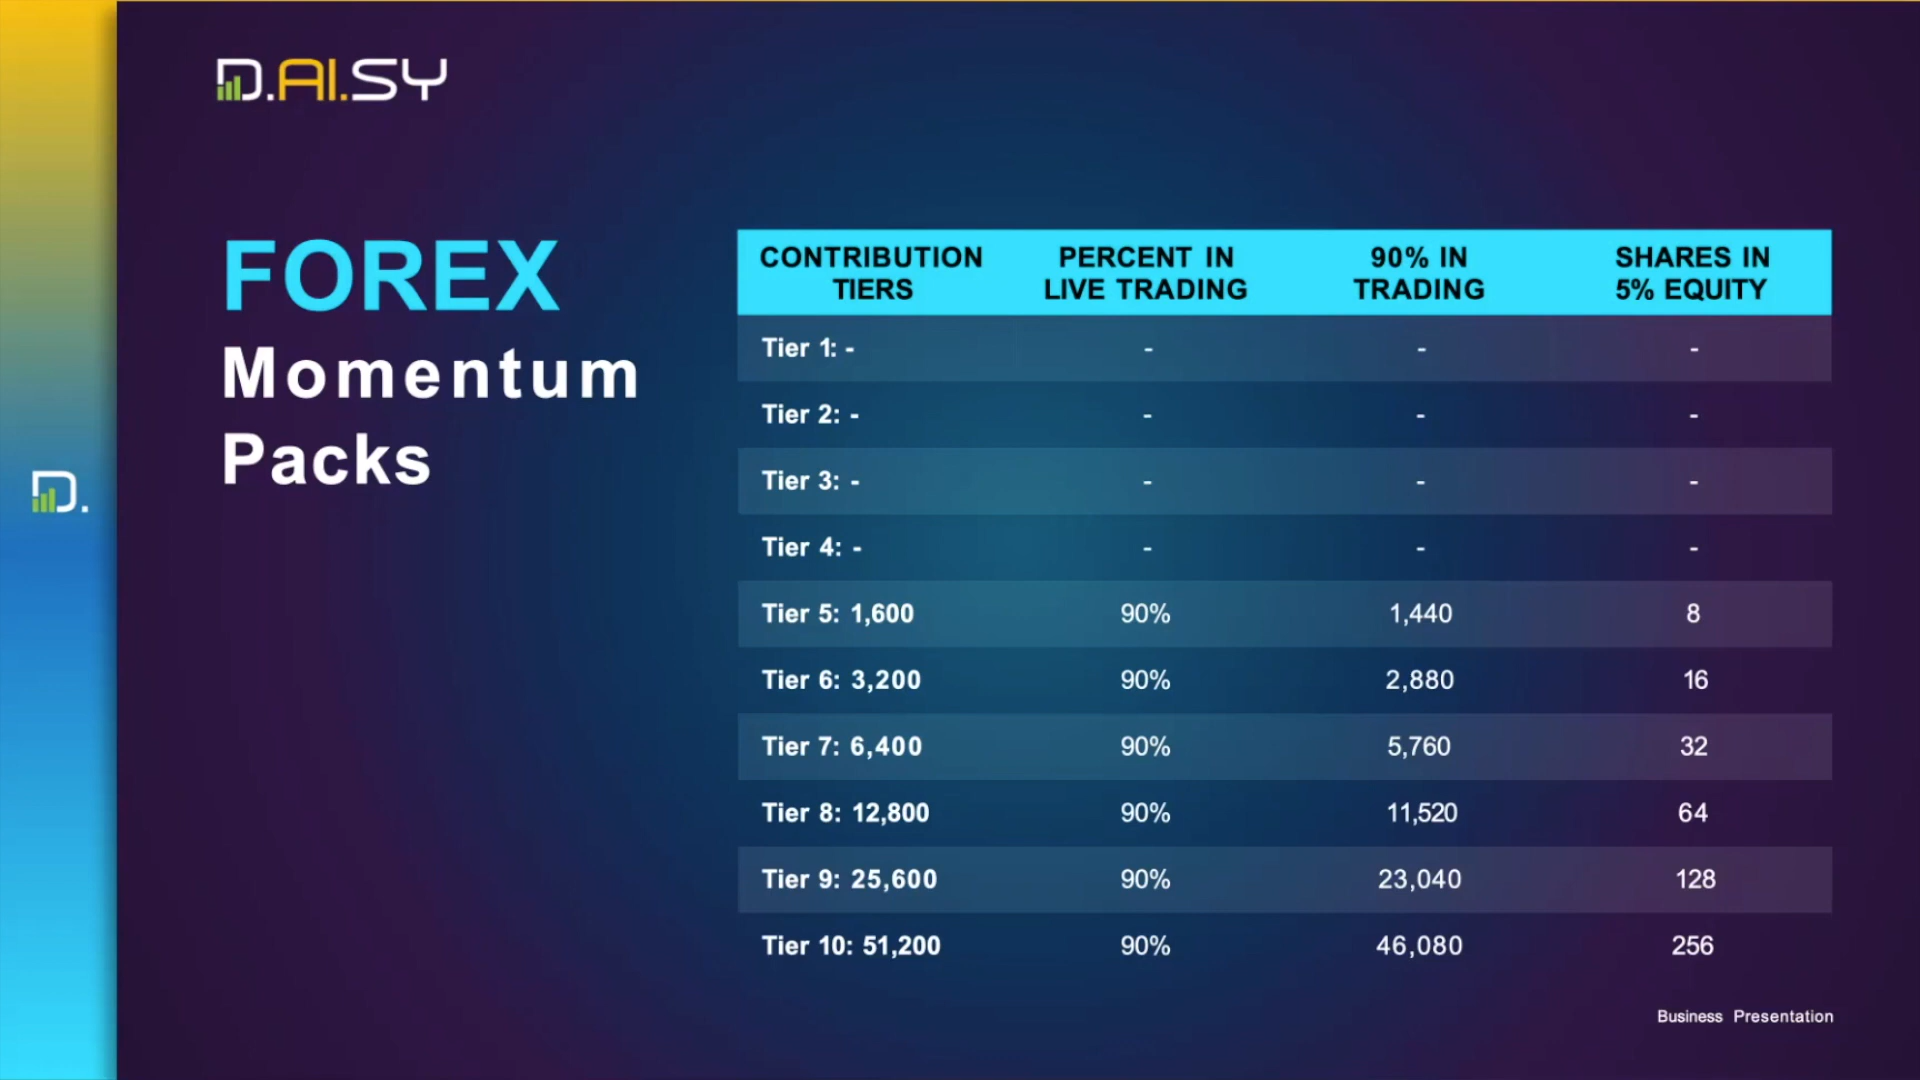 D.AI.SY
FOREX
Momentum
Packs
D.
CONTRIBUTION TIERS PERCENT IN LIVE TRADING 90% IN TRADING SHARES IN 5% EQUITY
Tier 1: - - - -
Tier 2: - - - -
Tier 3: - - - -
Tier 4: - - - -
Tier 5: 1,600 90% 1,440 8
Tier 6: 3,200 90% 2,880 16
Tier 7: 6,400 90% 5,760 32
Tier 8: 12,800 90% 11,520 64
Tier 9: 25,600 90% 23,040 128
Tier 10: 51,200 90% 46,080 256
Business Presentation